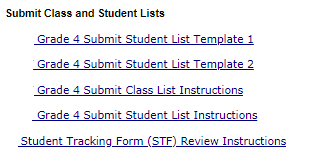 Submit Class and Student Lists
Grade 4 Submit Student List Template 1
Grade 4 Submit Student List Template 2
Grade 4 Submit Class List Instructions
Grade 4 Submit Student List Instructions
Student Tracking Form (STF) Review Instructions